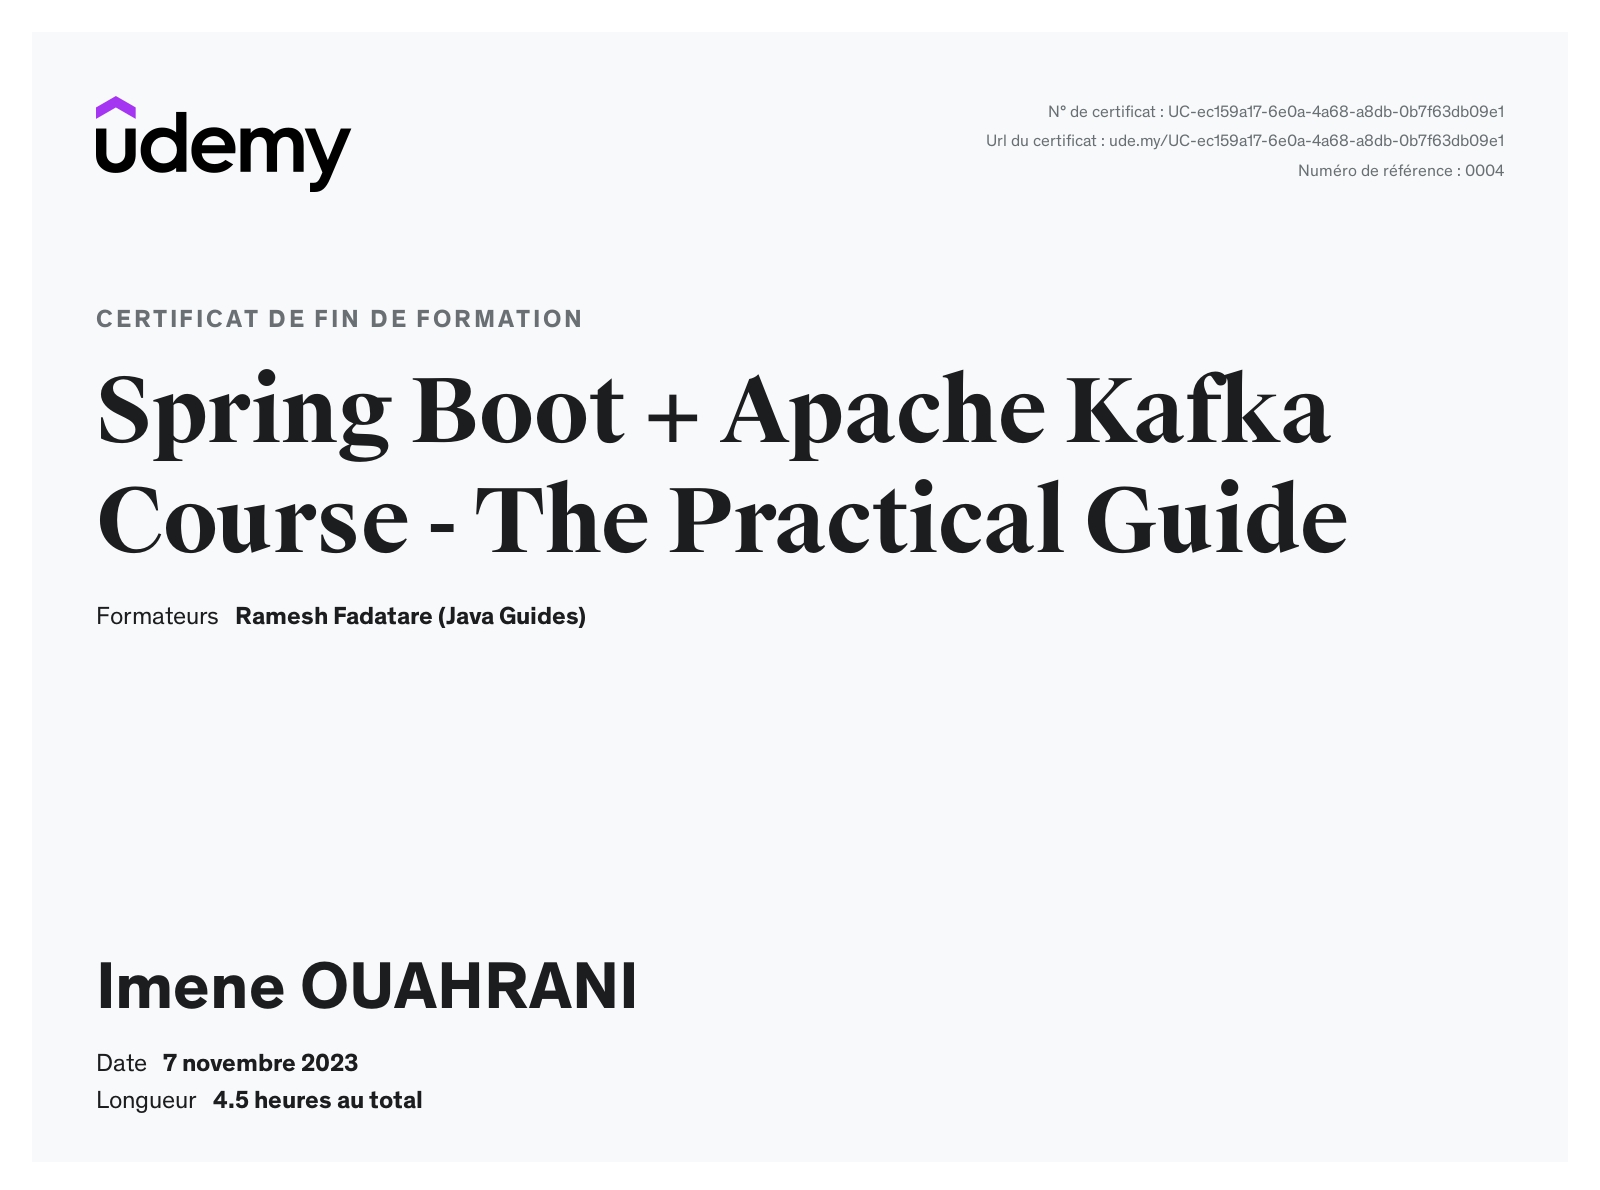 ûdemy
N° de certificat : UC-ec159a17-6e0a-4a68-a8db-0b7f63db09e1
Url du certificat : ude.my/UC-ec159a17-6e0a-4a68-a8db-0b7f63db09e1
Numéro de référence : 0004
CERTIFICAT DE FIN DE FORMATION
Spring Boot + Apache Kafka
Course - The Practical Guide
Formateurs Ramesh Fadatare (Java Guides)
Imene OUAHRANI
Date 7 novembre 2023
Longueur 4.5 heures au total